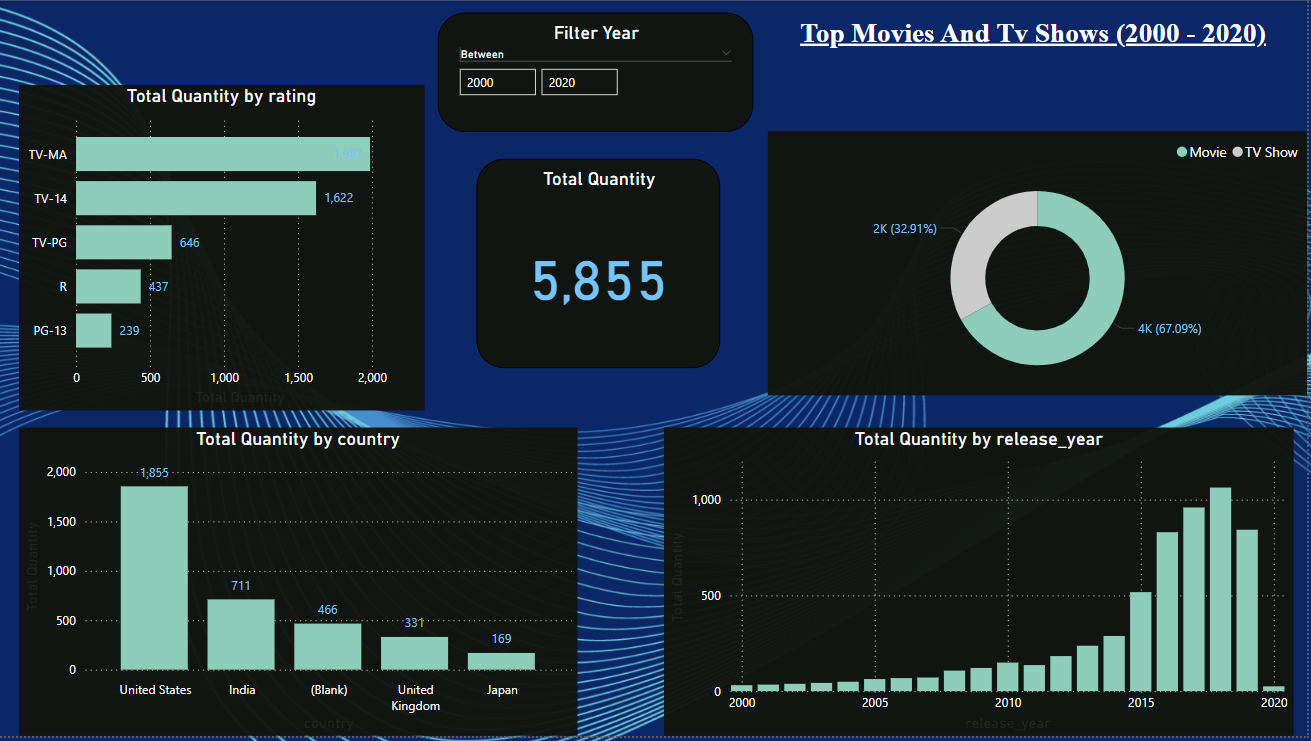 Filter Year
Between
2000 2020
Top Movies And Tv Shows (2000 - 2020)
Total Quantity by rating
TV-MA
TV-14 1,622
TV-PG 646
R 437
PG-13 239
0 500 1,000 1,500 2,000
Total Quantity
Total Quantity
5,855
Movie TV Show
2K (32.91%)
4K (67.09%)
Total Quantity by country
Total Quantity
2,000
1,500
1,000
500
0
1,855
711
466
331
169
United States India (Blank) United Kingdom Japan
country
Total Quantity by release_year
Total Quantity
1,000
500
0
2000 2005 2010 2015 2020
release_year